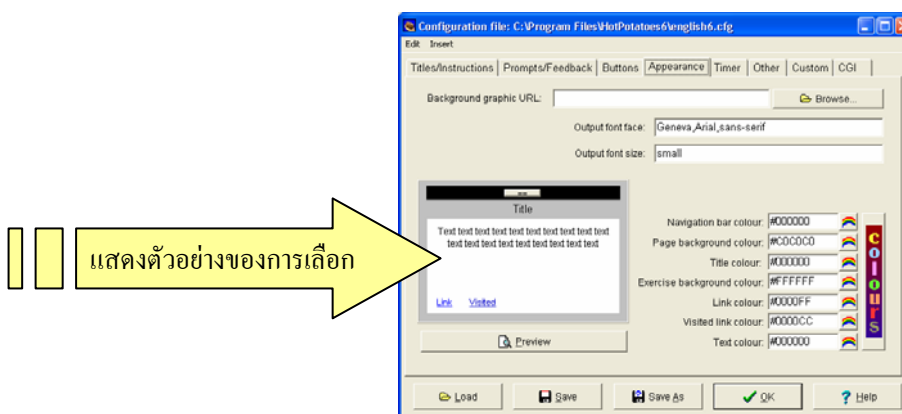 Configuration file: C:\Program Files\HotPotatoes6\english6.cfg
Edit Insert
Titles/Instructions Prompts/Feedback Buttons Appearance Timer Other Custom CGI
Background graphic URL: Browse...
Output font face: Geneva,Arial,sans-serif
Output font size: small
==
Title
Text text text text text text text text text text
text text text text text text text text text
Link Visited
Preview
แสดงตัวอย่างของการเลือก
Navigation bar colour: #000000
Page background colour: #C0C0C0
Title colour: #000000
Exercise background colour: #FFFFFF
Link colour: #0000FF
Visited link colour: #0000CC
Text colour: #000000
colours
Load Save Save As OK Help